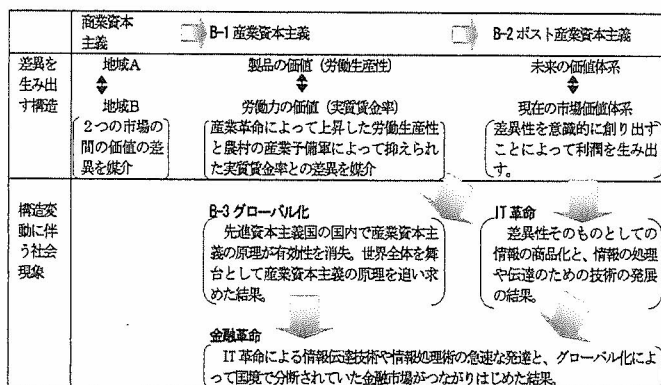 商業資本
主義
B-1 産業資本主義
B-2 ポスト産業資本主義
差異を
生み出
す構造
地域A
地域B
2つの市場の
間の価値の差
異を媒介
製品の価値（労働生産性）
労働力の価値（実質賃金率）
産業革命によって上昇した労働生産性
と農村の産業予備軍によって抑えられ
た実質賃金率との差異を媒介
未来の価値体系
現在の市場価値体系
差異性を意識的に創り出す
ことによって利潤を生み出
す。
構造変
動に伴
う社会
現象
B-3 グローバル化
先進資本主義国の国内で産業資本主
義の原理が有効性を消失。世界全体を舞
台として産業資本主義の原理を追い求
めた結果。
IT 革命
差異性そのものとしての
情報の商品化と、情報の処理
や伝達のための技術の発展
の結果。
金融革命
IT 革命による情報伝達技術や情報処理術の急速な発達と、グローバル化によ
って国境で分断されていた金融市場がつながりはじめた結果。